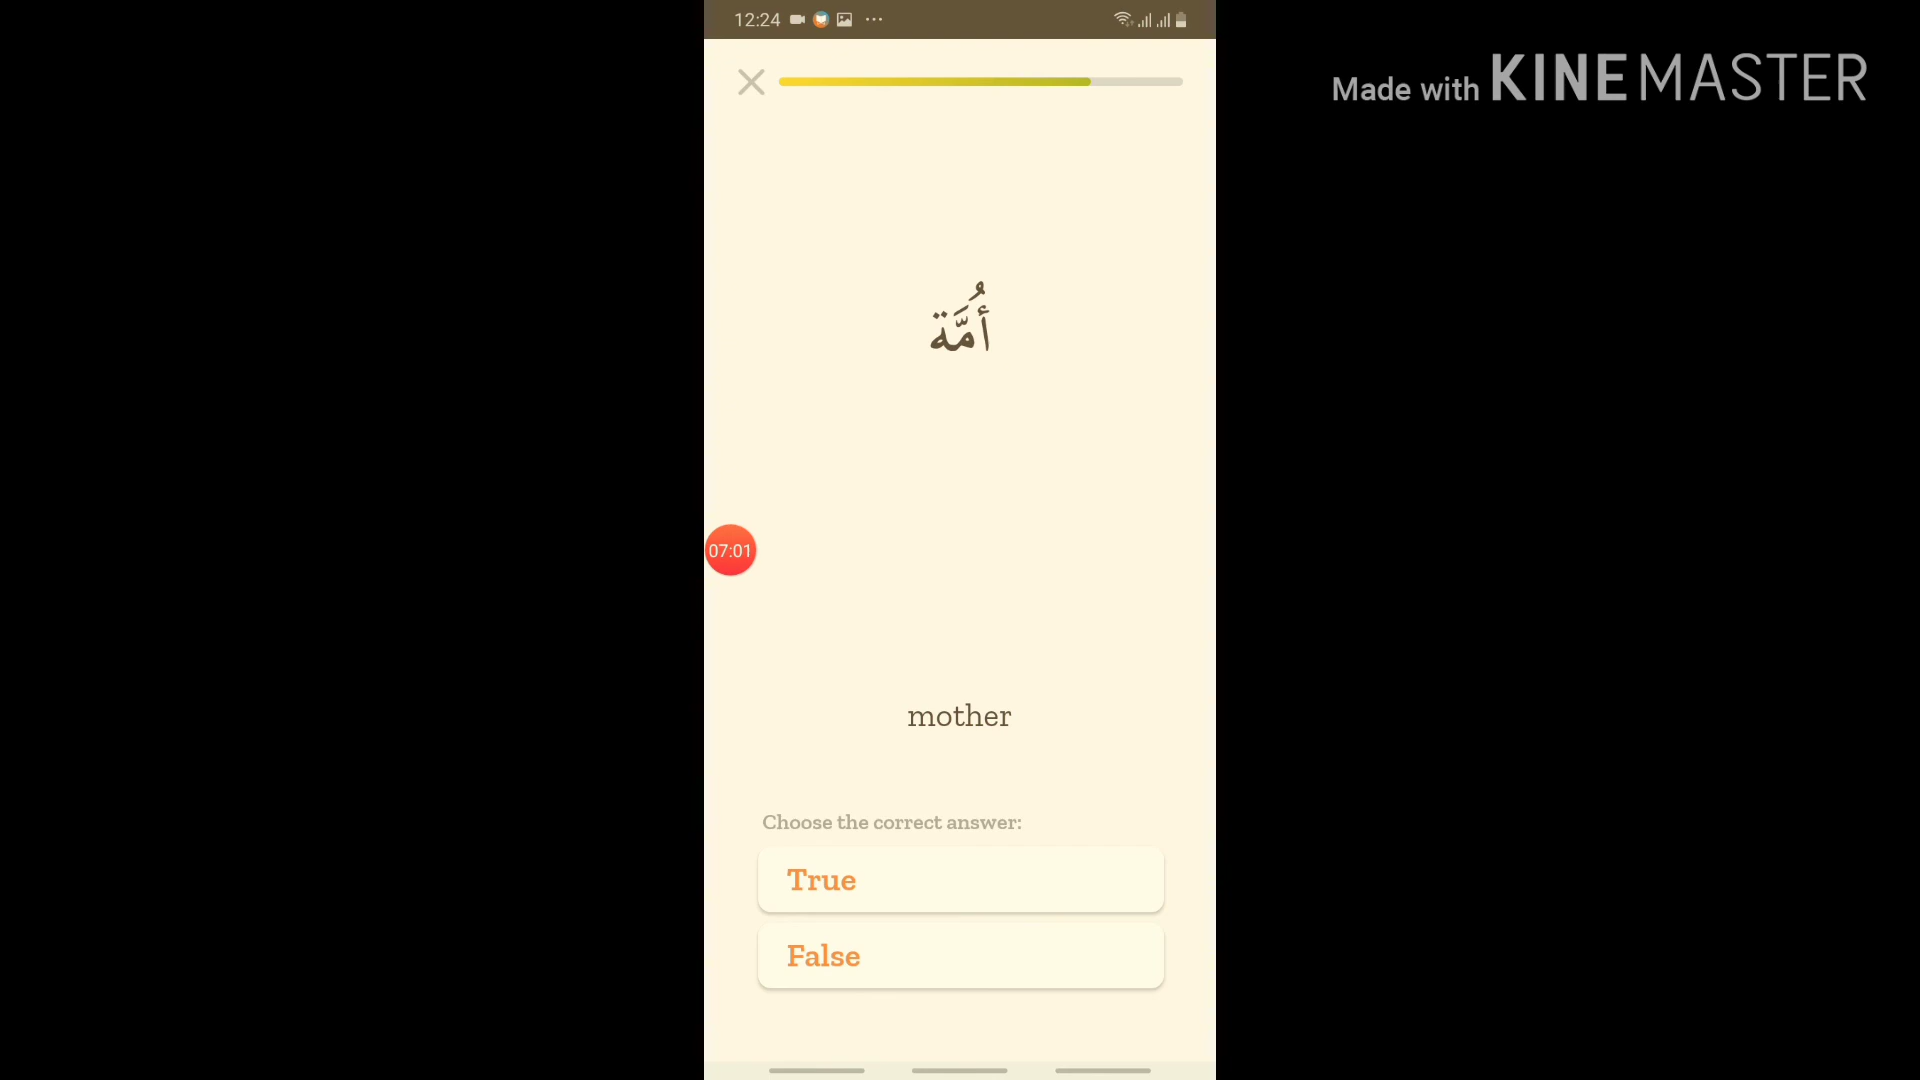 12:24
Made with KINEMASTER
أُمَّة
07:01
mother
Choose the correct answer:
True
False